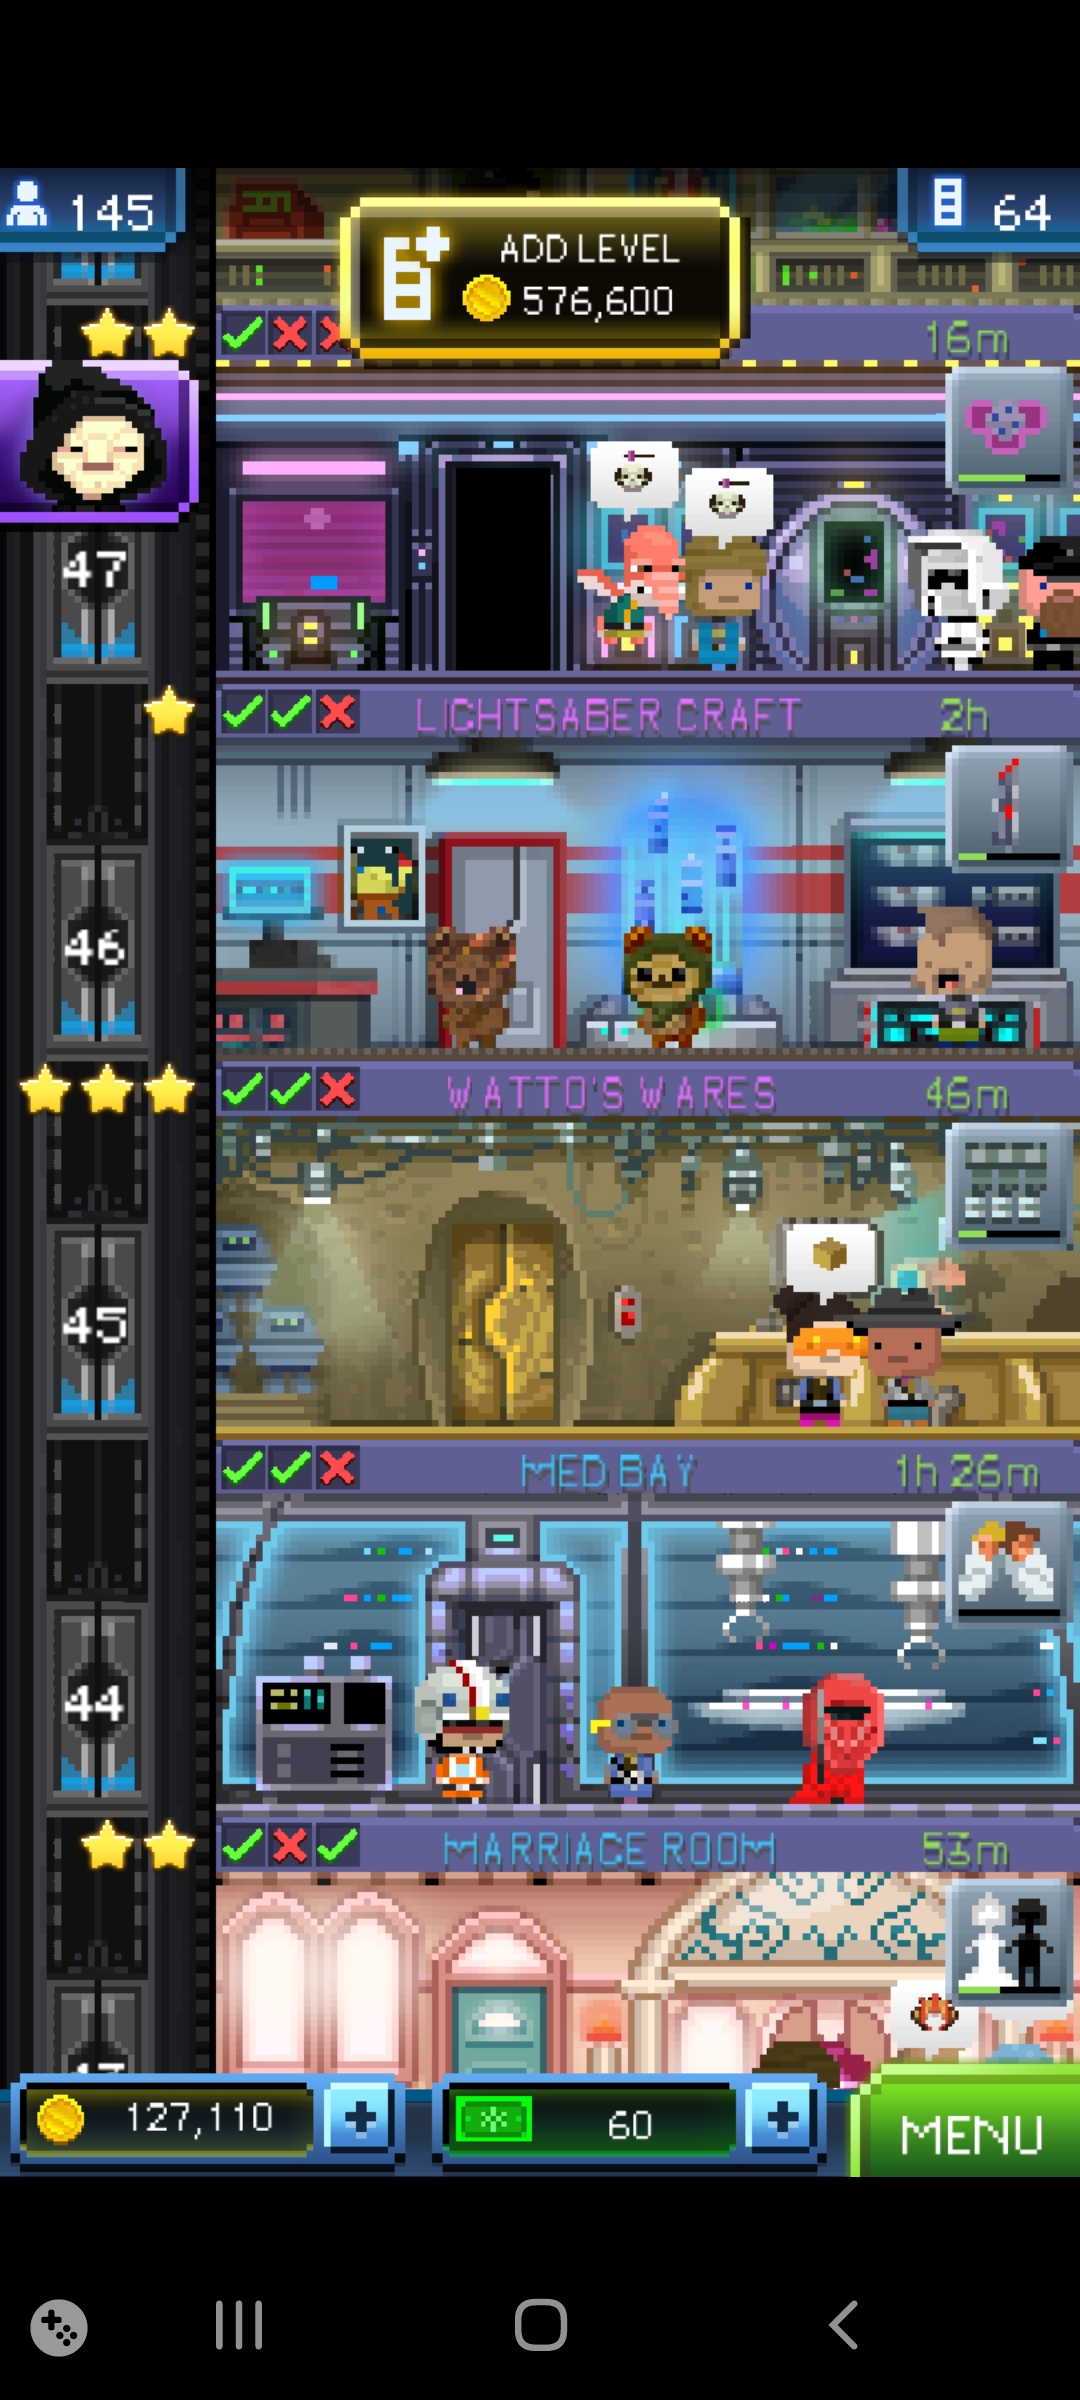 145
ADD LEVEL
576,600
64
16m
47
LIGHTSABER CRAFT
2h
46
WATTO'S WARES
46m
45
MED BAY
1h 26m
44
MARRIAGE ROOM
53m
127,110
60
MENU